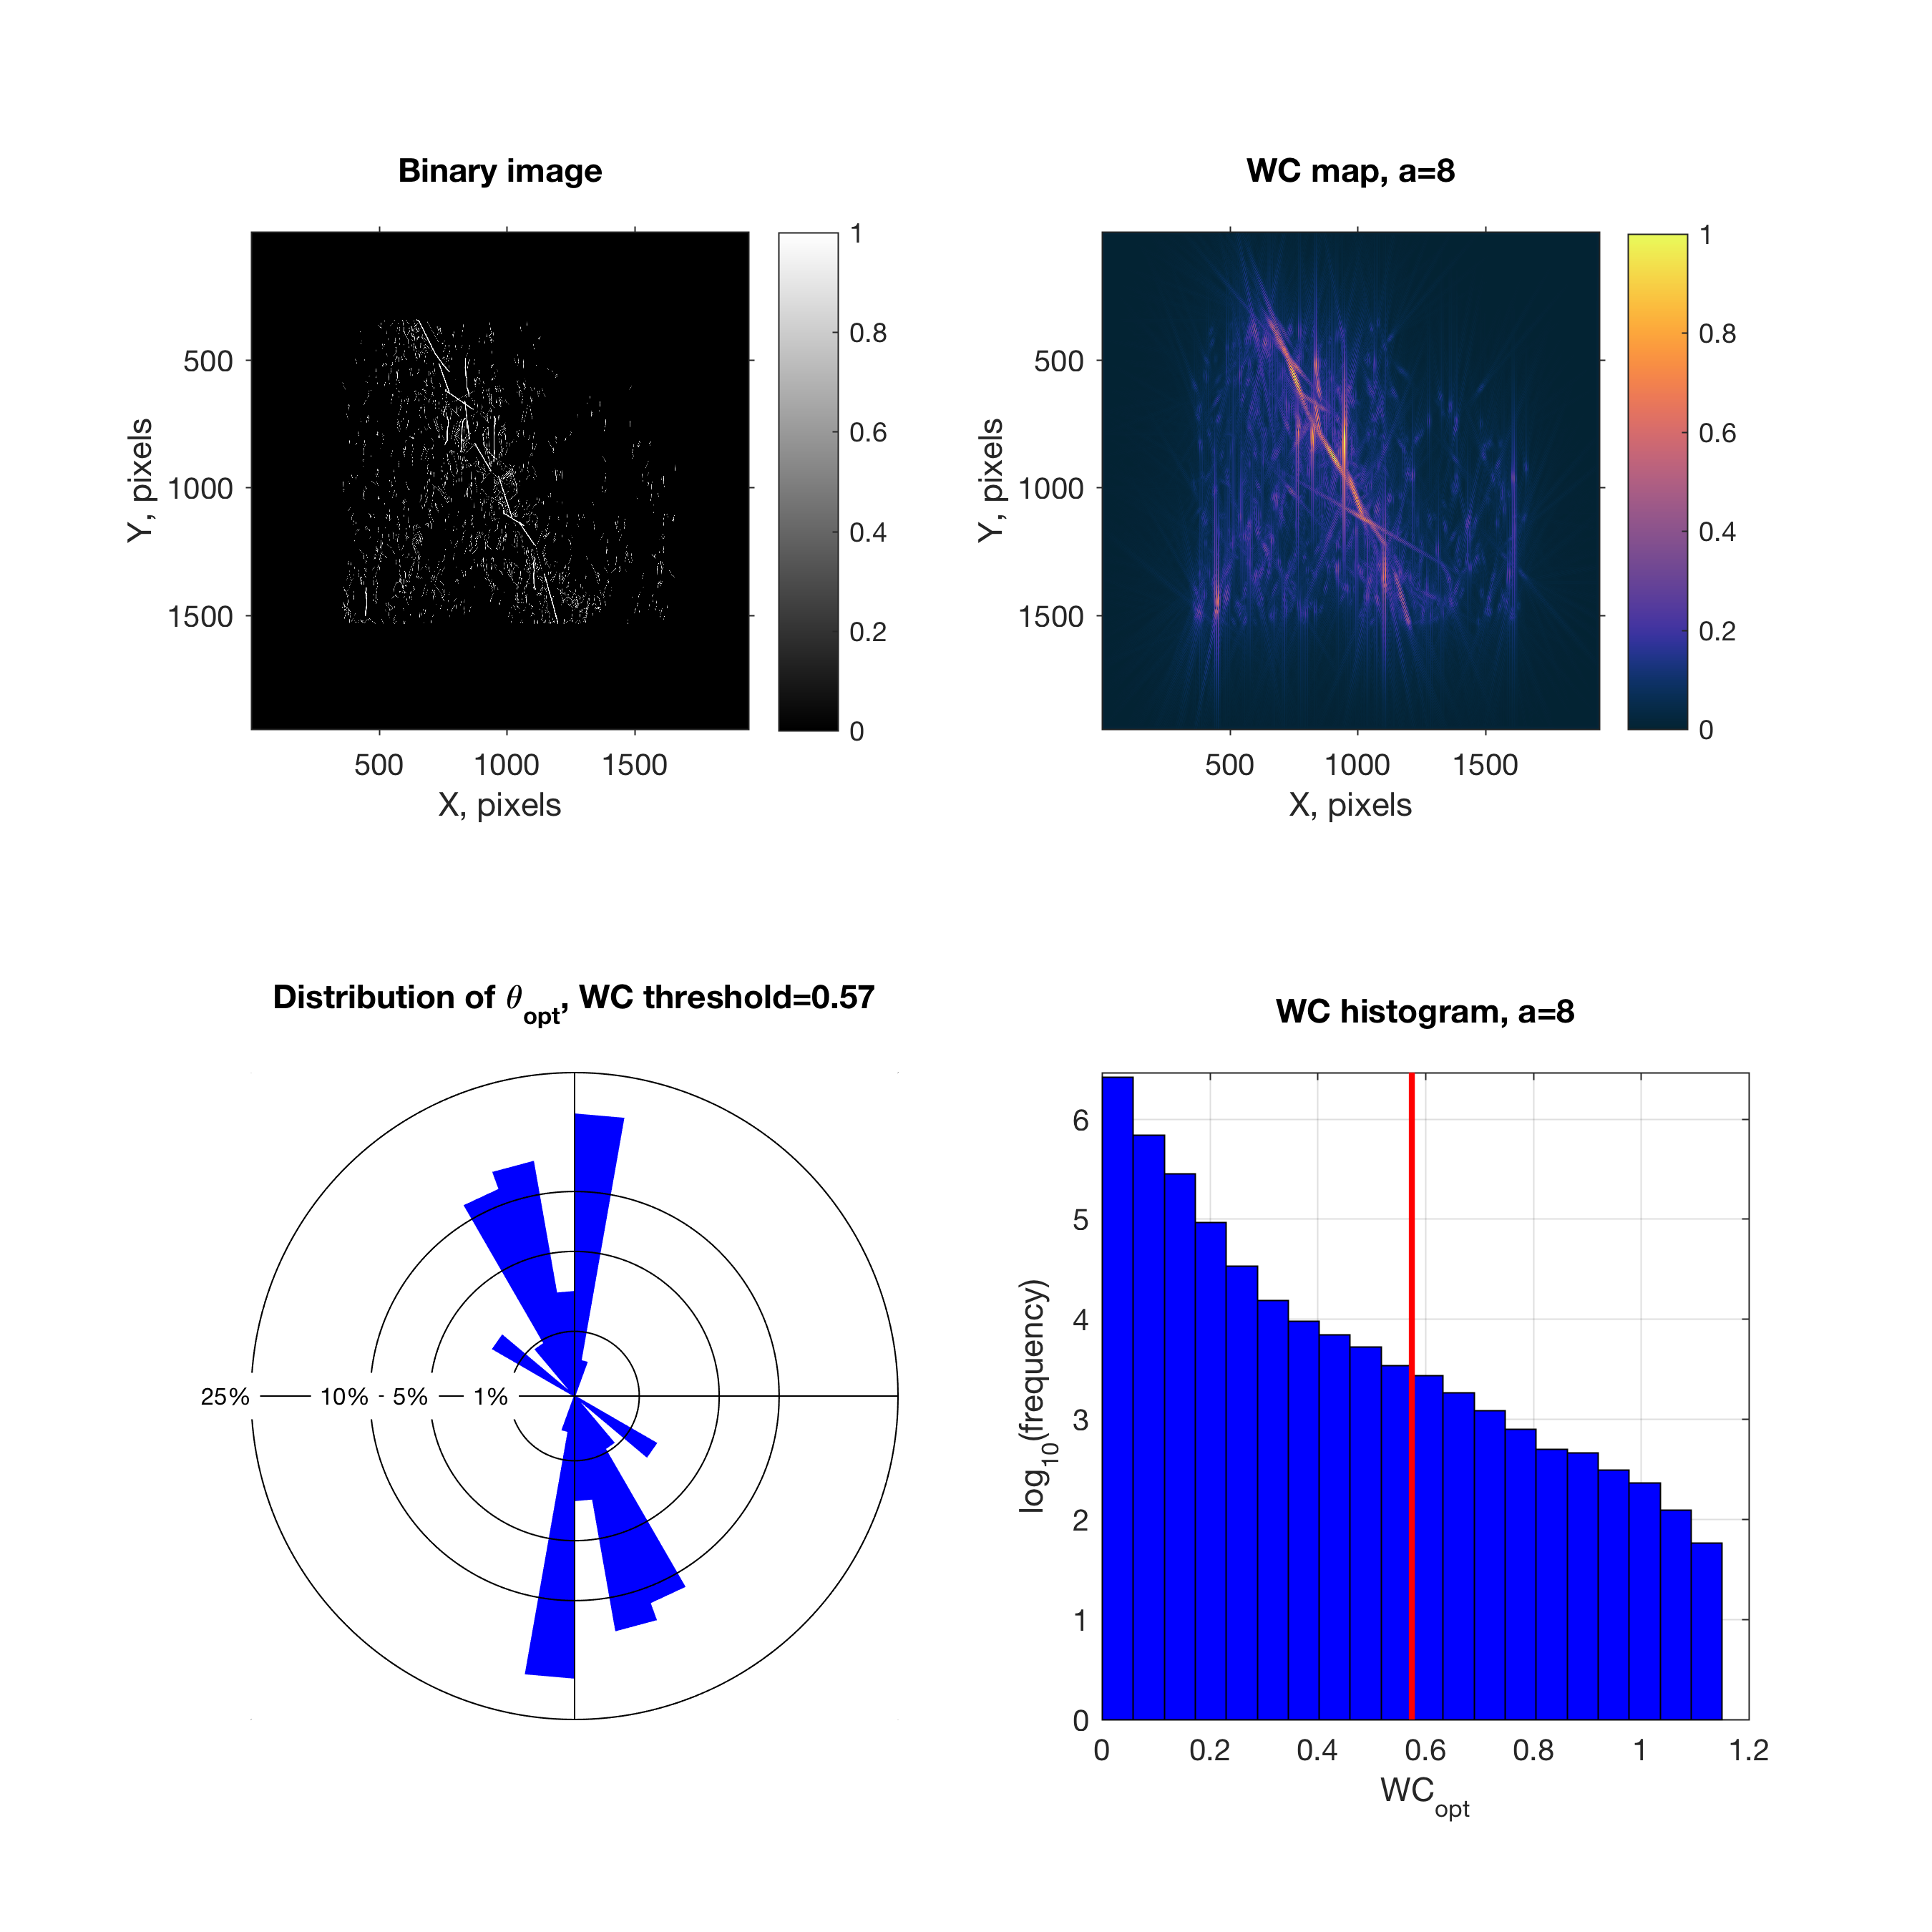 Binary image
1
0.8
0.6
0.4
0.2
0
500
1000
1500
Y, pixels
500 1000 1500
X, pixels
WC map, a=8
1
0.8
0.6
0.4
0.2
0
500
1000
1500
Y, pixels
500 1000 1500
X, pixels
Distribution of θopt, WC threshold=0.57
25% 10% 5% 1%
WC histogram, a=8
6
5
4
3
2
1
0
log10(frequency)
0 0.2 0.4 0.6 0.8 1 1.2
WCopt